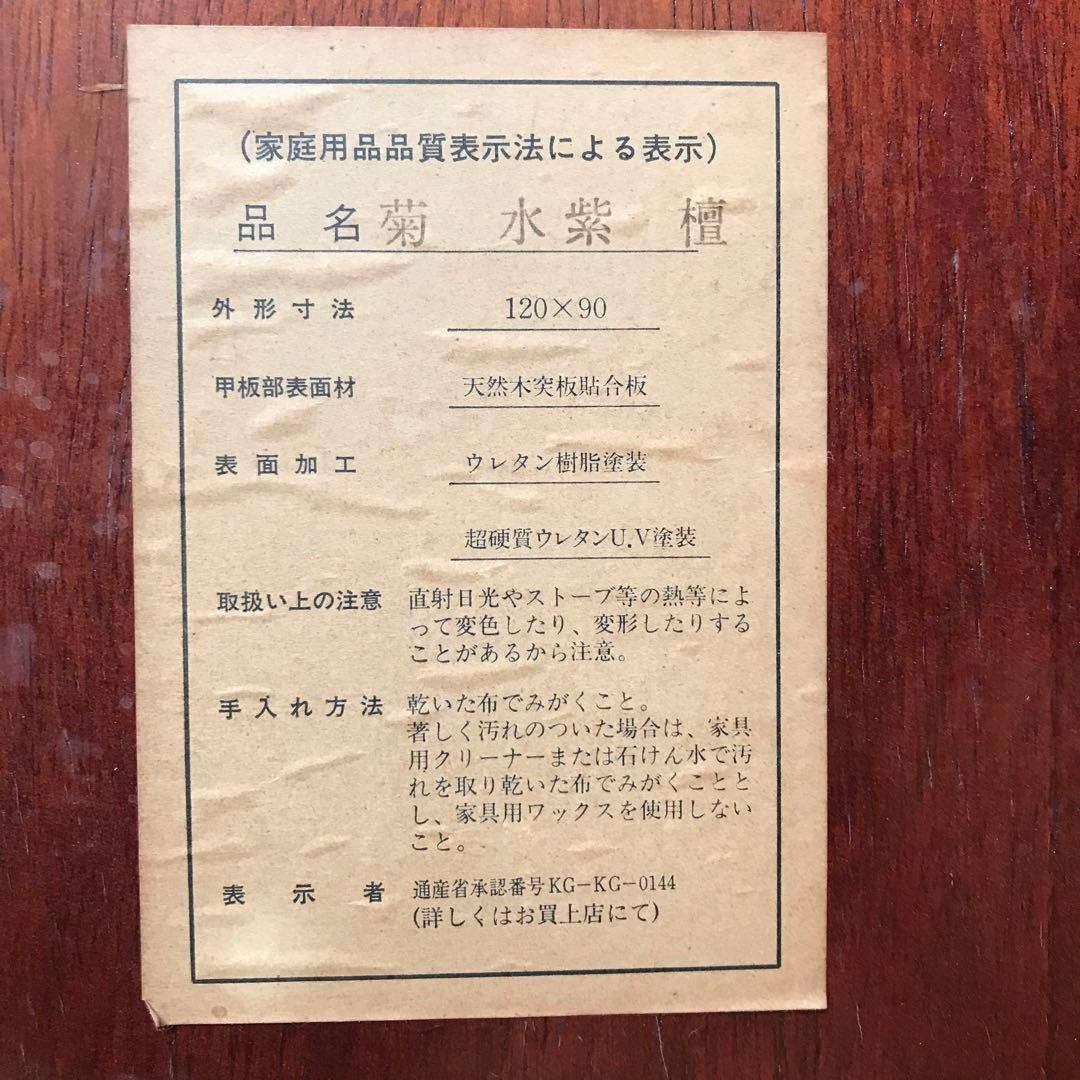 (家庭用品品質表示法による表示)
品名 菊水紫檀
外形寸法 120×90
甲板部表面材 天然木突板貼合板
表面加工 ウレタン樹脂塗装
超硬質ウレタンU.V塗装
取扱い上の注意 直射日光やストーブ等の熱等によ
って変色したり、変形したりする
ことがあるから注意。
手入れ方法 乾いた布でみがくこと。
著しく汚れのついた場合は、家具
用クリーナーまたは石けん水で汚
れを取り乾いた布でみがくことと
し、家具用ワックスを使用しない
こと。
表示者 通産省承認番号KG-KG-0144
(詳しくはお買上店にて)